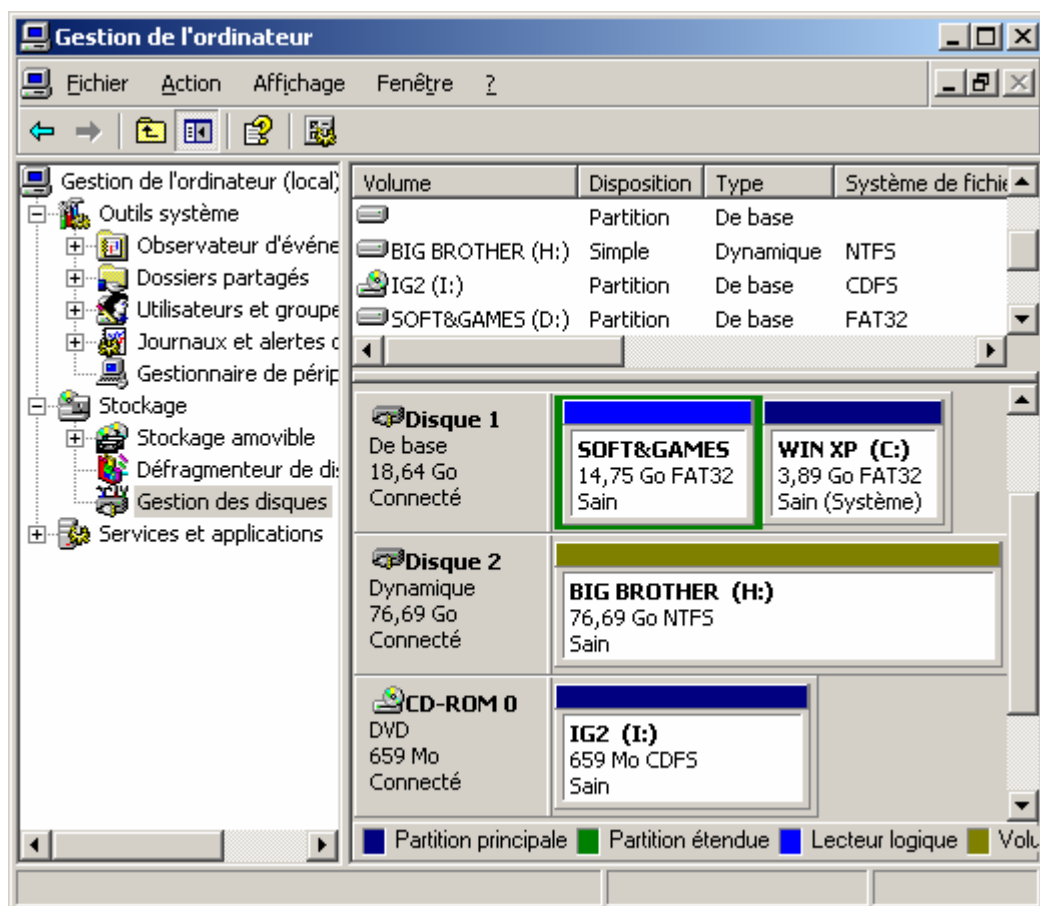 Gestion de l'ordinateur
Fichier Action Affichage Fenêtre ?
Gestion de l'ordinateur (local)
Outils système
Observateur d'événe
Dossiers partagés
Utilisateurs et groupe
Journaux et alertes d
Gestionnaire de périp
Stockage
Stockage amovible
Défragmenteur de di
Gestion des disques
Services et applications
Volume Disposition Type Système de fichie
Partition De base
BIG BROTHER (H:) Simple Dynamique NTFS
IG2 (I:) Partition De base CDFS
SOFT&GAMES (D:) Partition De base FAT32
Disque 1
De base
18,64 Go
Connecté
SOFT&GAMES
14,75 Go FAT32
Sain
WIN XP (C:)
3,89 Go FAT32
Sain (Système)
Disque 2
Dynamique
76,69 Go
Connecté
BIG BROTHER (H:)
76,69 Go NTFS
Sain
CD-ROM 0
DVD
659 Mo
Connecté
IG2 (I:)
659 Mo CDFS
Sain
Partition principale Partition étendue Lecteur logique Volu